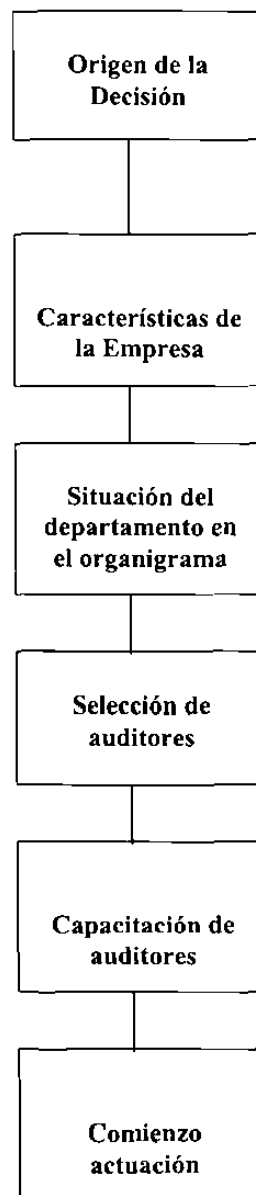 Origen de la
Decisión
Características de
la Empresa
Situación del
departamento en
el organigrama
Selección de
auditores
Capacitación de
auditores
Comienzo
actuación